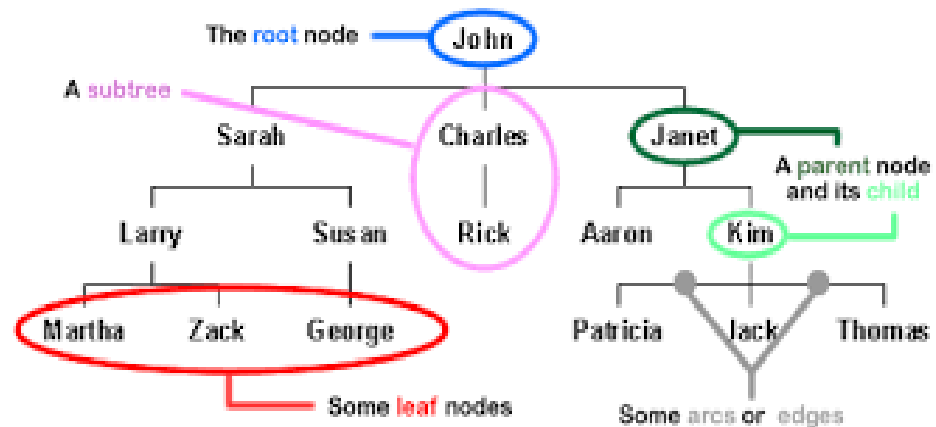 The root node
John
A subtree
Sarah
Charles
Janet
A parent node
and its child
Larry
Susan
Rick
Aaron
Kim
Martha
Zack
George
Patricia
Jack
Thomas
Some leaf nodes
Some arcs or edges